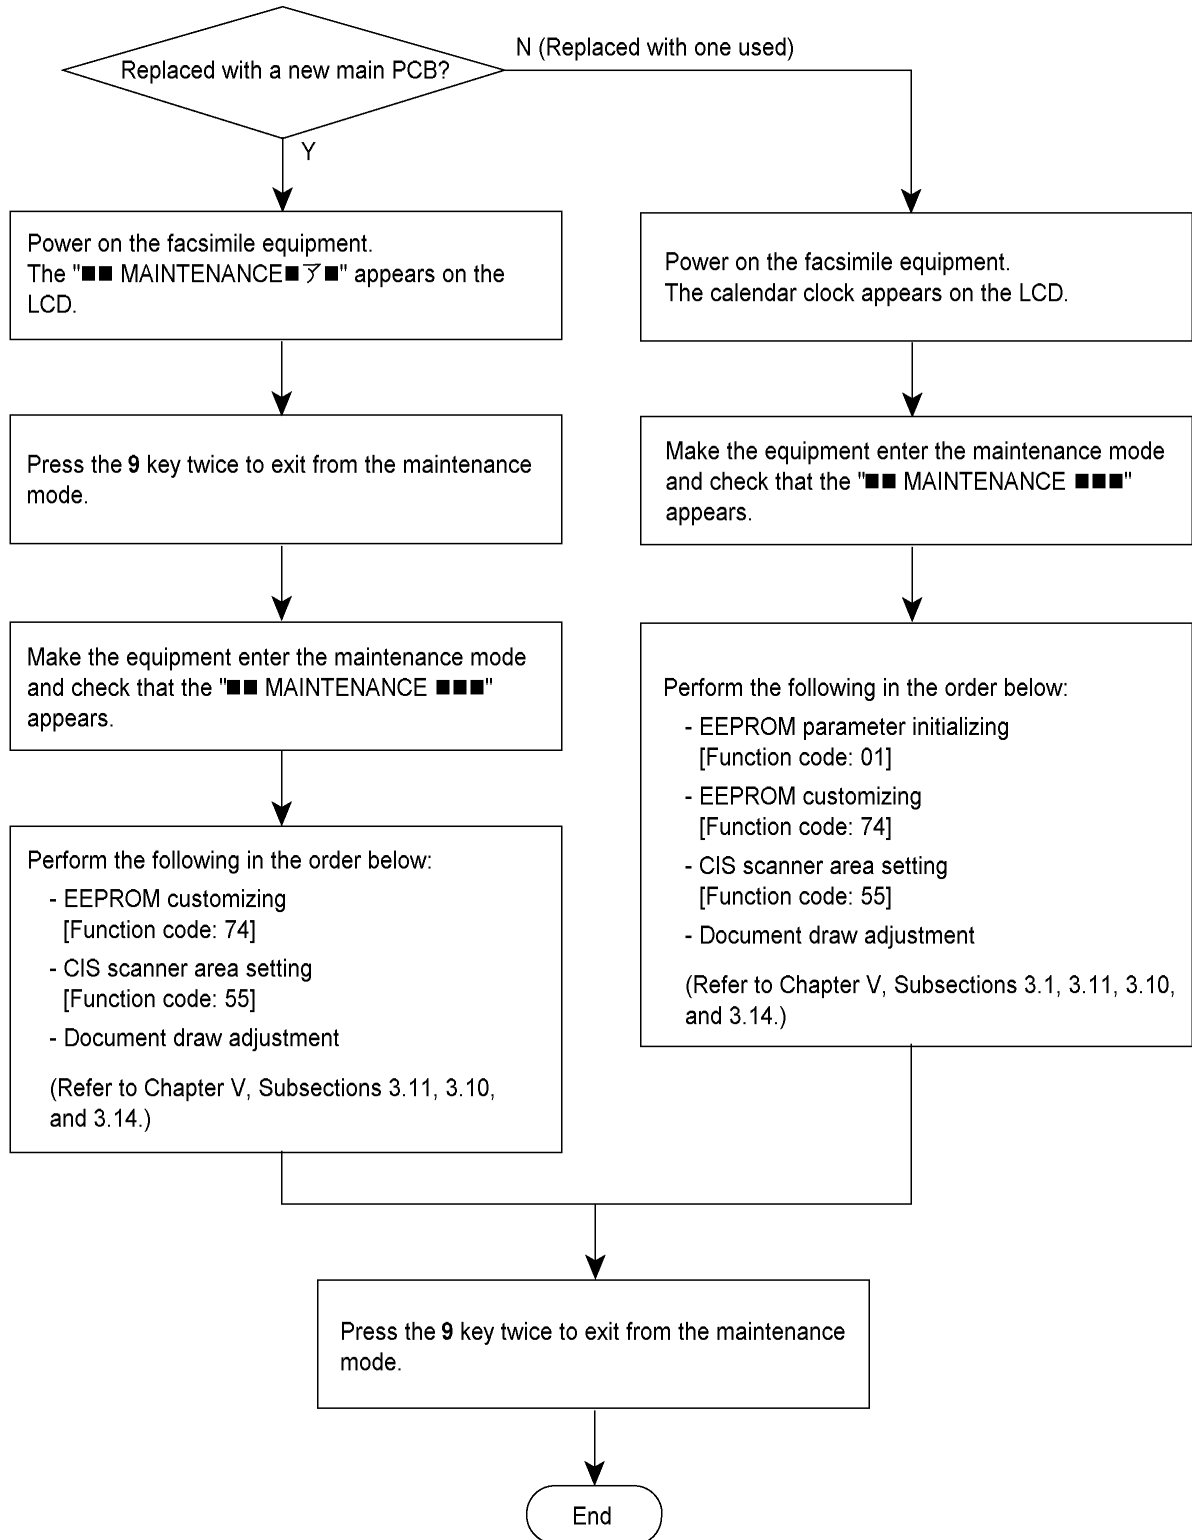 Replaced with a new main PCB?
N (Replaced with one used)
Y
Power on the facsimile equipment.
The "■■ MAINTENANCE■ア■" appears on the
LCD.
Press the 9 key twice to exit from the maintenance
mode.
Make the equipment enter the maintenance mode
and check that the "■■ MAINTENANCE ■■■"
appears.
Perform the following in the order below:
- EEPROM customizing
[Function code: 74]
- CIS scanner area setting
[Function code: 55]
- Document draw adjustment
(Refer to Chapter V, Subsections 3.11, 3.10,
and 3.14.)
Power on the facsimile equipment.
The calendar clock appears on the LCD.
Make the equipment enter the maintenance mode
and check that the "■■ MAINTENANCE ■■■"
appears.
Perform the following in the order below:
- EEPROM parameter initializing
[Function code: 01]
- EEPROM customizing
[Function code: 74]
- CIS scanner area setting
[Function code: 55]
- Document draw adjustment
(Refer to Chapter V, Subsections 3.1, 3.11, 3.10,
and 3.14.)
Press the 9 key twice to exit from the maintenance
mode.
End